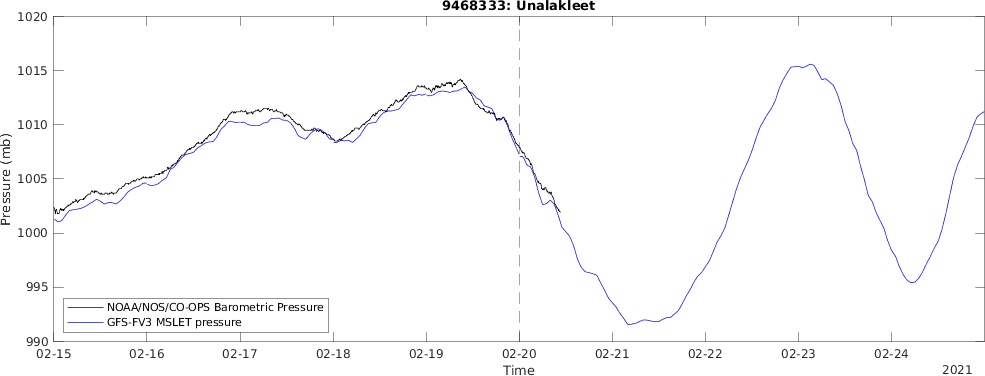 9468333: Unalakleet
1020
1015
1010
1005
1000
995
990
Pressure (mb)
NOAA/NOS/CO-OPS Barometric Pressure
GFS-FV3 MSLET pressure
02-15 02-16 02-17 02-18 02-19 02-20 02-21 02-22 02-23 02-24
Time
2021